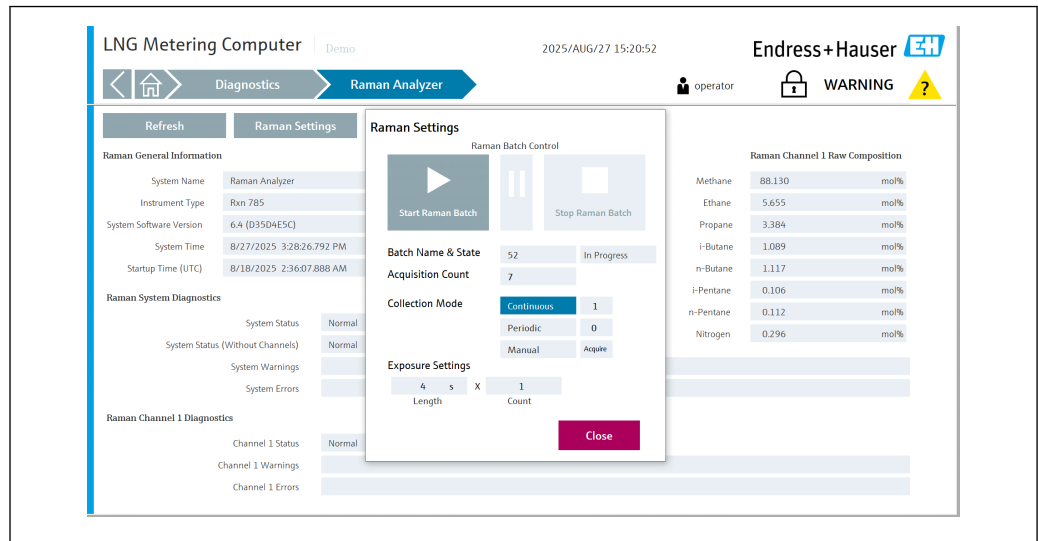 LNG Metering Computer Demo 2025/AUG/27 15:20:52 Endress+Hauser EH
Diagnostics Raman Analyzer operator WARNING ?
Refresh Raman Settings
Raman General Information
System Name Raman Analyzer
Instrument Type Rxn 785
System Software Version 6.4 (D35D4E5C)
System Time 8/27/2025 3:28:26.792 PM
Startup Time (UTC) 8/18/2025 2:36:07.888 AM
Raman System Diagnostics
System Status Normal
System Status (Without Channels) Normal
System Warnings
System Errors
Raman Channel 1 Diagnostics
Channel 1 Status Normal
Channel 1 Warnings
Channel 1 Errors
Raman Settings
Raman Batch Control
Start Raman Batch Stop Raman Batch
Batch Name & State 52 In Progress
Acquisition Count 7
Collection Mode Continuous 1
Periodic 0
Manual Acquire
Exposure Settings
4 s X 1
Length Count
Close
Raman Channel 1 Raw Composition
Methane 88.130 mol%
Ethane 5.655 mol%
Propane 3.384 mol%
i-Butane 1.089 mol%
n-Butane 1.117 mol%
i-Pentane 0.106 mol%
n-Pentane 0.112 mol%
Nitrogen 0.296 mol%